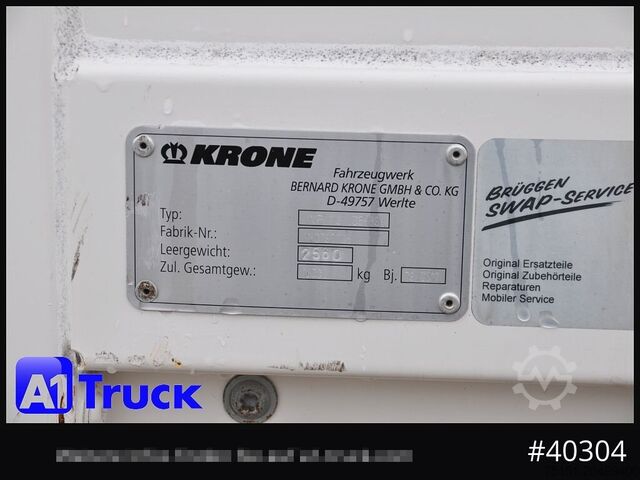 KRONE
Fahrzeugwerk
BERNARD KRONE GMBH & CO. KG
D-49757 Werlte
Typ:
Fabrik-Nr.:
Leergewicht: 2590
Zul. Gesamtgew.: kg Bj.
BRÜGGEN
SWAP-SERVICE
Original Ersatzteile
Original Zubehörteile
Reparaturen
Mobiler Service
A1 Truck
#40304